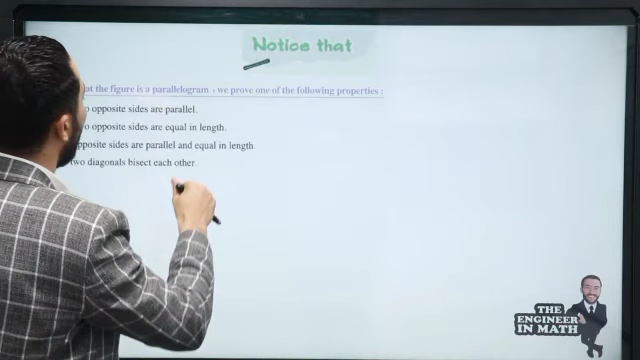 Notice that
at the figure is a parallelogram , we prove one of the following properties :
opposite sides are parallel.
opposite sides are equal in length.
opposite sides are parallel and equal in length
two diagonals bisect each other.
THE
ENGINEER
IN MATH